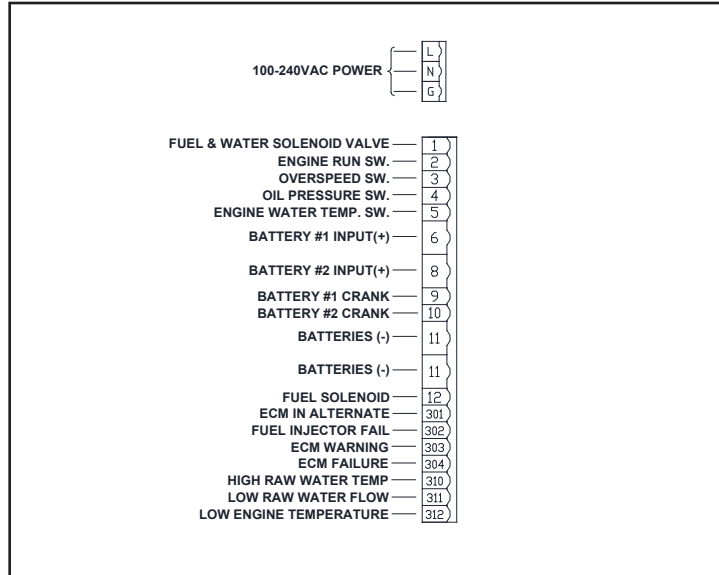 100-240VAC POWER L
N
G
FUEL & WATER SOLENOID VALVE 1
ENGINE RUN SW. 2
OVERSPEED SW. 3
OIL PRESSURE SW. 4
ENGINE WATER TEMP. SW. 5
BATTERY #1 INPUT(+) 6
BATTERY #2 INPUT(+) 8
BATTERY #1 CRANK 9
BATTERY #2 CRANK 10
BATTERIES (-) 11
BATTERIES (-) 11
FUEL SOLENOID 12
ECM IN ALTERNATE 301
FUEL INJECTOR FAIL 302
ECM WARNING 303
ECM FAILURE 304
HIGH RAW WATER TEMP 310
LOW RAW WATER FLOW 311
LOW ENGINE TEMPERATURE 312